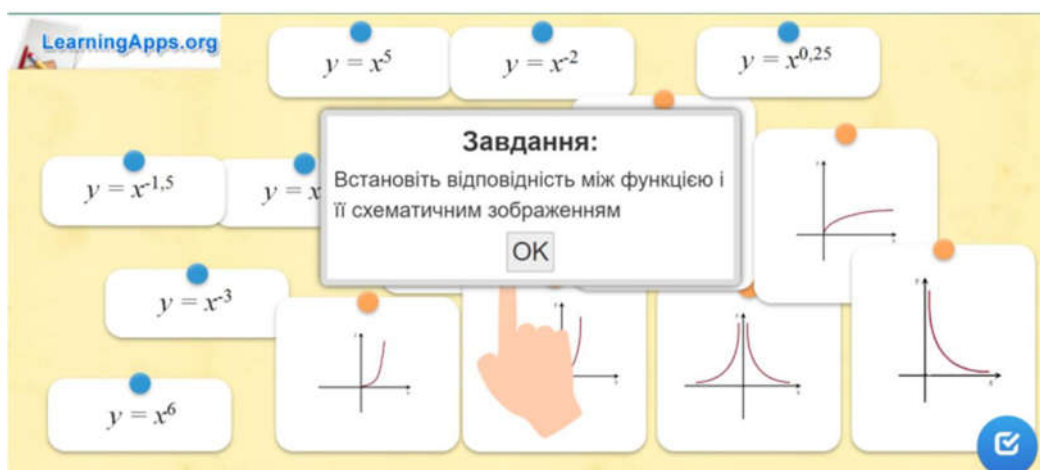 LearningApps.org
y = x⁵
y = x⁻²
y = x⁰,²⁵
Завдання:
Встановіть відповідність між функцією і
її схематичним зображенням
OK
y = x⁻¹,⁵
y = x
y = x⁻³
y = x⁶